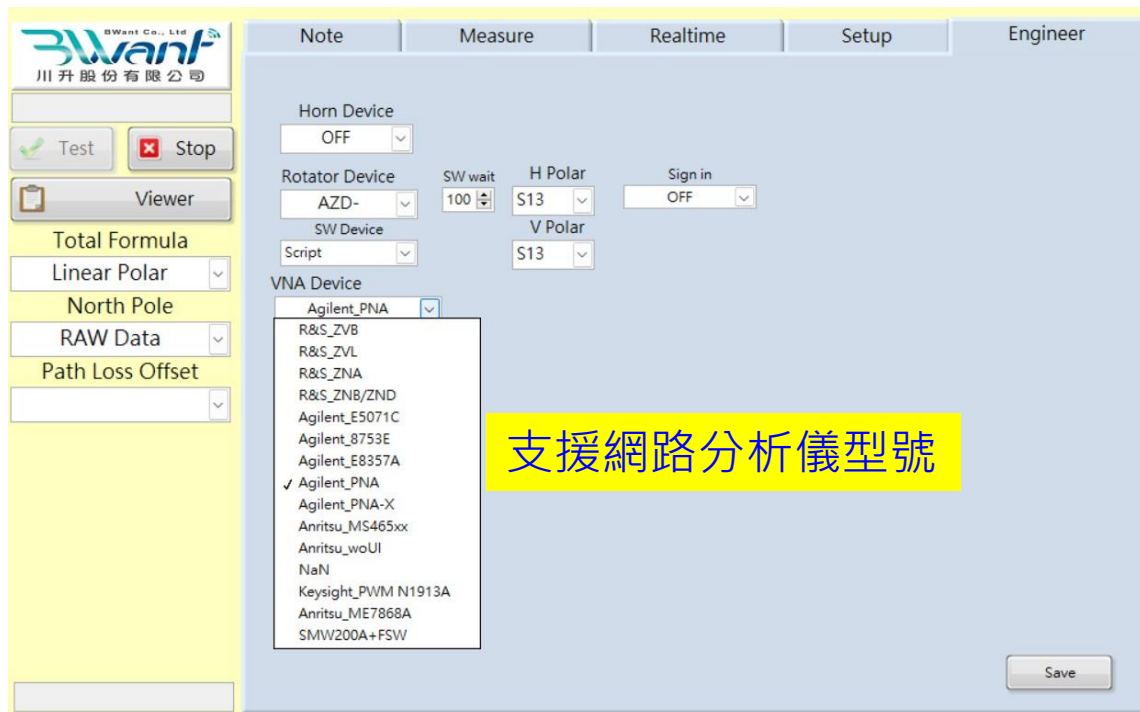 BWant Co., Ltd
BWant
川升股份有限公司
Note
Measure
Realtime
Setup
Engineer
Test
Stop
Viewer
Total Formula
Linear Polar
North Pole
RAW Data
Path Loss Offset
Horn Device
OFF
Rotator Device
AZD-
SW wait
100
H Polar
S13
Sign in
OFF
SW Device
Script
V Polar
S13
VNA Device
Agilent_PNA
R&S_ZVB
R&S_ZVL
R&S_ZNA
R&S_ZNB/ZND
Agilent_E5071C
Agilent_8753E
Agilent_E8357A
✓ Agilent_PNA
Agilent_PNA-X
Anritsu_MS465xx
Anritsu_woUI
NaN
Keysight_PWM N1913A
Anritsu_ME7868A
SMW200A+FSW
支援網路分析儀型號
Save